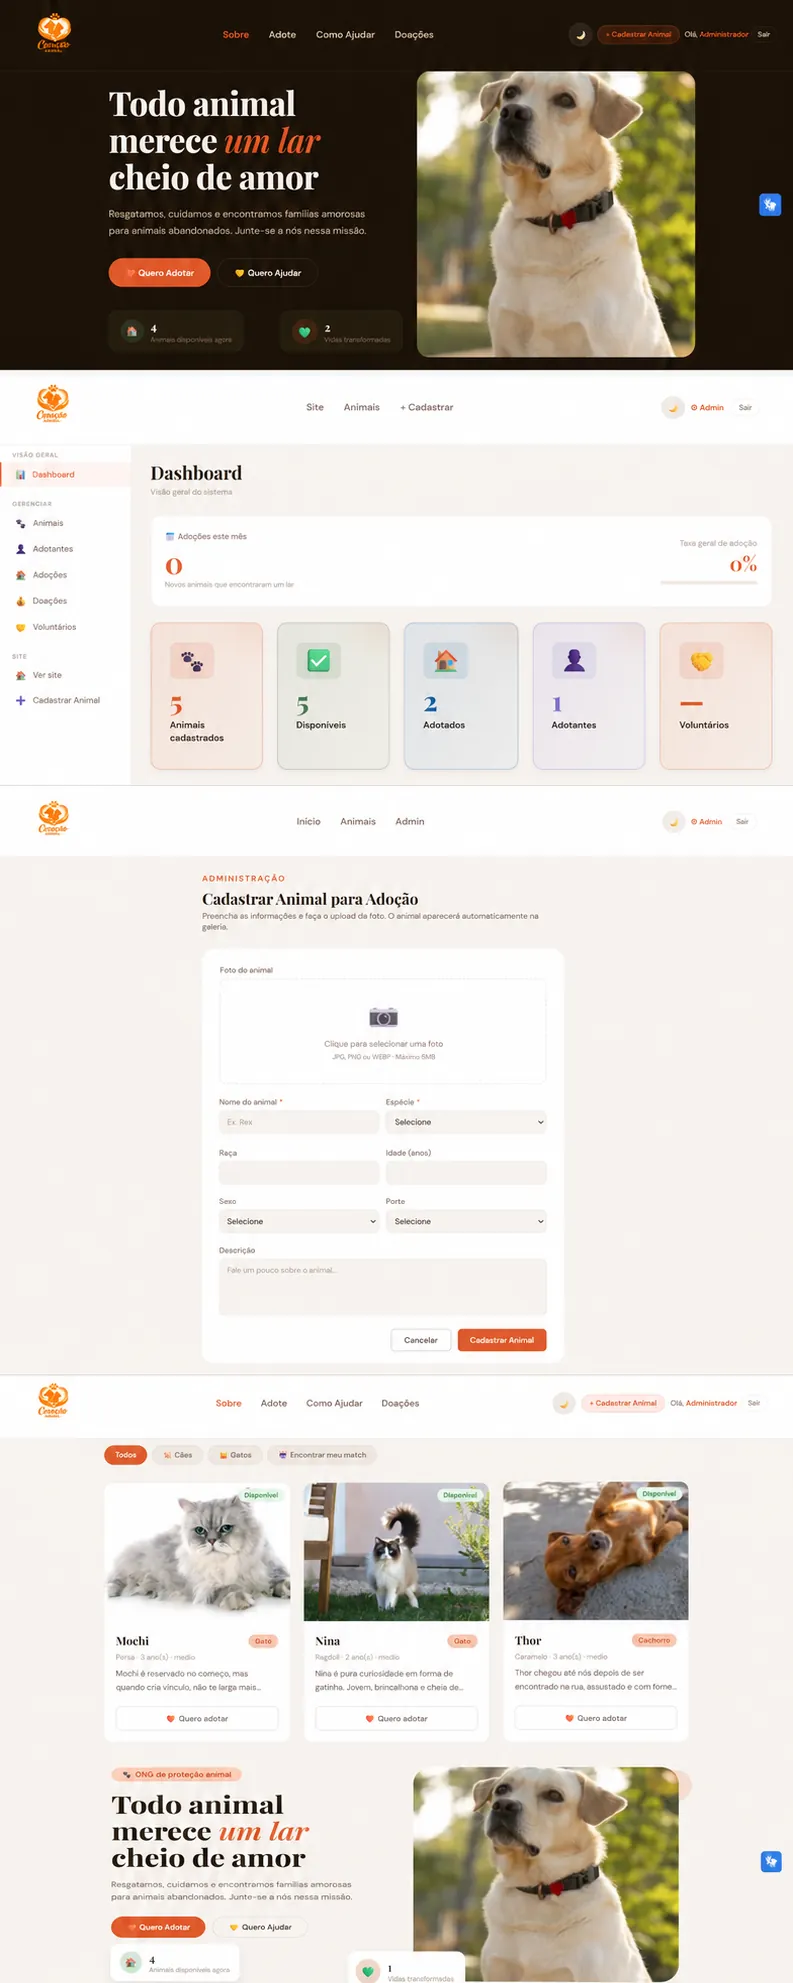 Coração
ANIMAL
Sobre
Adote
Como Ajudar
Doações
+ Cadastrar Animal
Olá, Administrador
Sair
Todo animal
merece um lar
cheio de amor
Resgatamos, cuidamos e encontramos famílias amorosas
para animais abandonados. Junte-se a nós nessa missão.
Quero Adotar
Quero Ajudar
4
Animais disponíveis agora
2
Vidas transformadas
Coração
ANIMAL
Site
Animais
+ Cadastrar
Admin
Sair
VISÃO GERAL
Dashboard
GERENCIAR
Animais
Adotantes
Adoções
Doações
Voluntários
SITE
Ver site
Cadastrar Animal
Dashboard
Visão geral do sistema
Adoções este mês
0
Novos animais que encontraram um lar
Taxa geral de adoção
0%
5
Animais
cadastrados
5
Disponíveis
2
Adotados
1
Adotantes
—
Voluntários
Coração
ANIMAL
Início
Animais
Admin
Admin
Sair
ADMINISTRAÇÃO
Cadastrar Animal para Adoção
Preencha as informações e faça o upload da foto. O animal aparecerá automaticamente na
galeria.
Foto do animal
Clique para selecionar uma foto
JPG, PNG ou WEBP · Máximo 5MB
Nome do animal *
Espécie *
Ex. Rex
Selecione
Raça
Idade (anos)
Sexo
Porte
Selecione
Selecione
Descrição
Fale um pouco sobre o animal...
Cancelar
Cadastrar Animal
Coração
ANIMAL
Sobre
Adote
Como Ajudar
Doações
+ Cadastrar Animal
Olá, Administrador
Sair
Todos
Cães
Gatos
Encontrar meu match
Disponível
Mochi
Gato
Persa · 3 ano(s) · medio
Mochi é reservado no começo, mas
quando cria vínculo, não te larga mais...
Quero adotar
Disponível
Nina
Gato
Ragdoll · 2 ano(s) · medio
Nina é pura curiosidade em forma de
gatinha. Jovem, brincalhona e cheia de...
Quero adotar
Disponível
Thor
Cachorro
Caramelo · 3 ano(s) · medio
Thor chegou até nós depois de ser
encontrado na rua, assustado e com fome...
Quero adotar
ONG de proteção animal
Todo animal
merece um lar
cheio de amor
Resgatamos, cuidamos e encontramos famílias amorosas
para animais abandonados. Junte-se a nós nessa missão.
Quero Adotar
Quero Ajudar
4
Animais disponíveis agora
1
Vidas transformadas